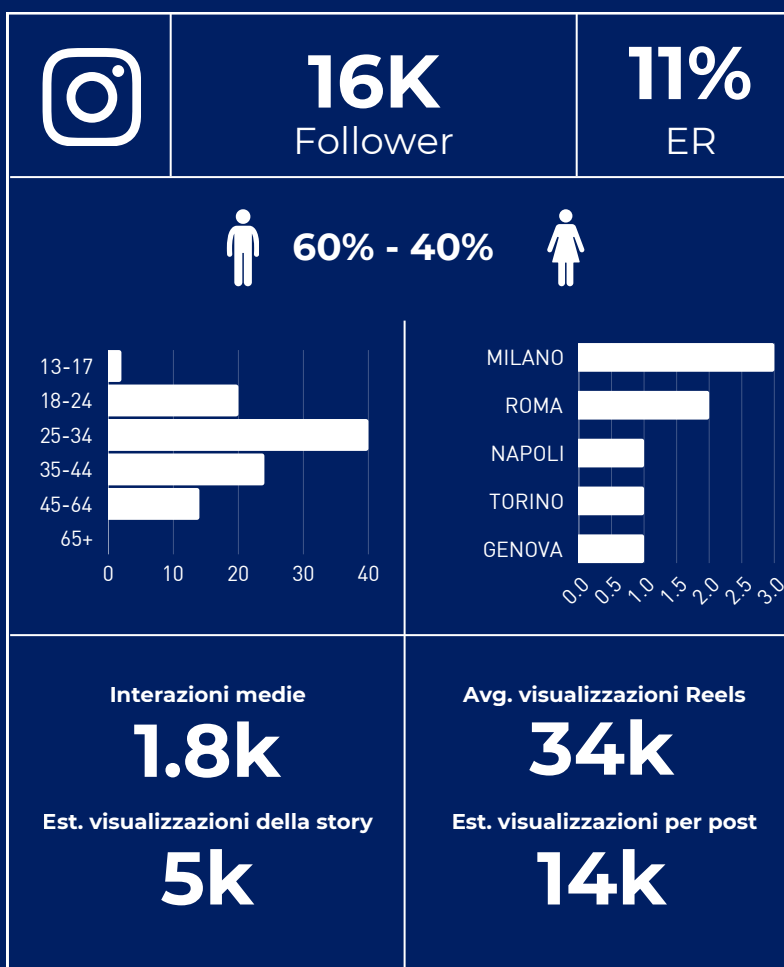 16K
Follower
11%
ER
60% - 40%
13-17
18-24
25-34
35-44
45-64
65+
0 10 20 30 40
MILANO
ROMA
NAPOLI
TORINO
GENOVA
0.0 0.5 1.0 1.5 2.0 2.5 3.0
Interazioni medie
1.8k
Est. visualizzazioni della story
5k
Avg. visualizzazioni Reels
34k
Est. visualizzazioni per post
14k